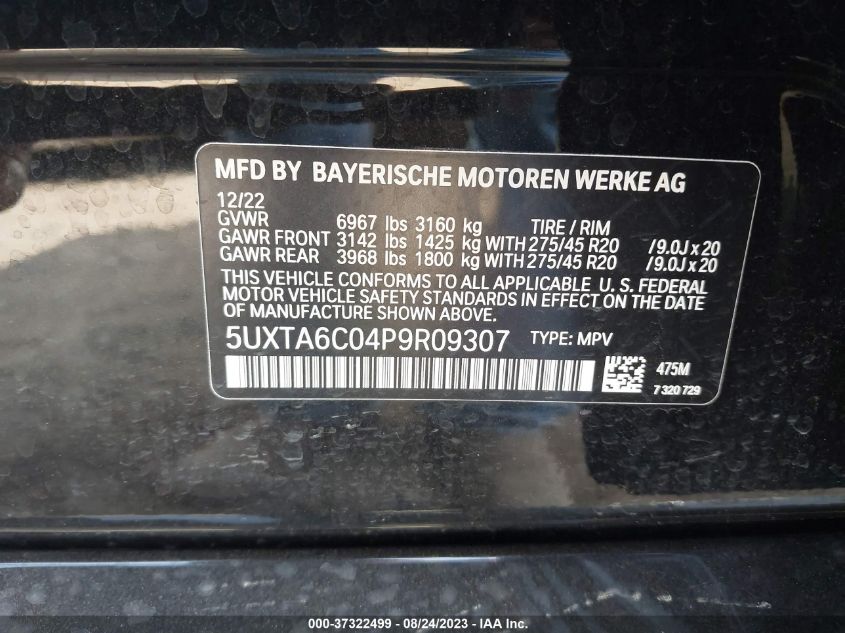 MFD BY BAYERISCHE MOTOREN WERKE AG
12/22
GVWR 6967 lbs 3160 kg TIRE / RIM
GAWR FRONT 3142 lbs 1425 kg WITH 275/45 R20 /9.0J x 20
GAWR REAR 3968 lbs 1800 kg WITH 275/45 R20 /9.0J x 20
THIS VEHICLE CONFORMS TO ALL APPLICABLE U. S. FEDERAL
MOTOR VEHICLE SAFETY STANDARDS IN EFFECT ON THE DATE
OF MANUFACTURE SHOWN ABOVE.
5UXTA6C04P9R09307 TYPE: MPV
475M
7 320 729
000-37322499 - 08/24/2023 - IAA Inc.